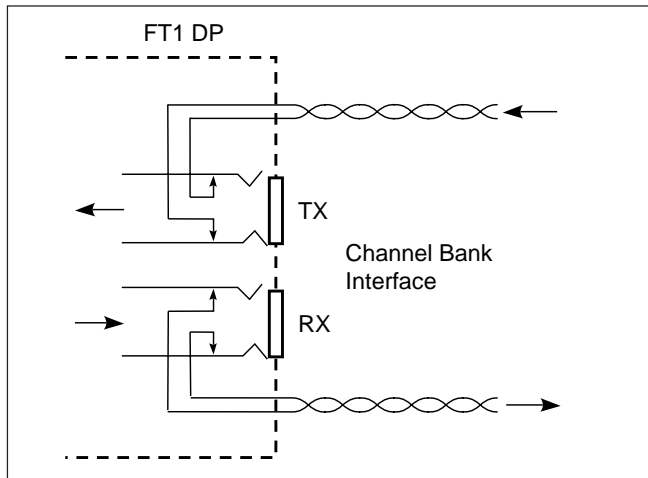 FT1 DP
TX
Channel Bank
Interface
RX